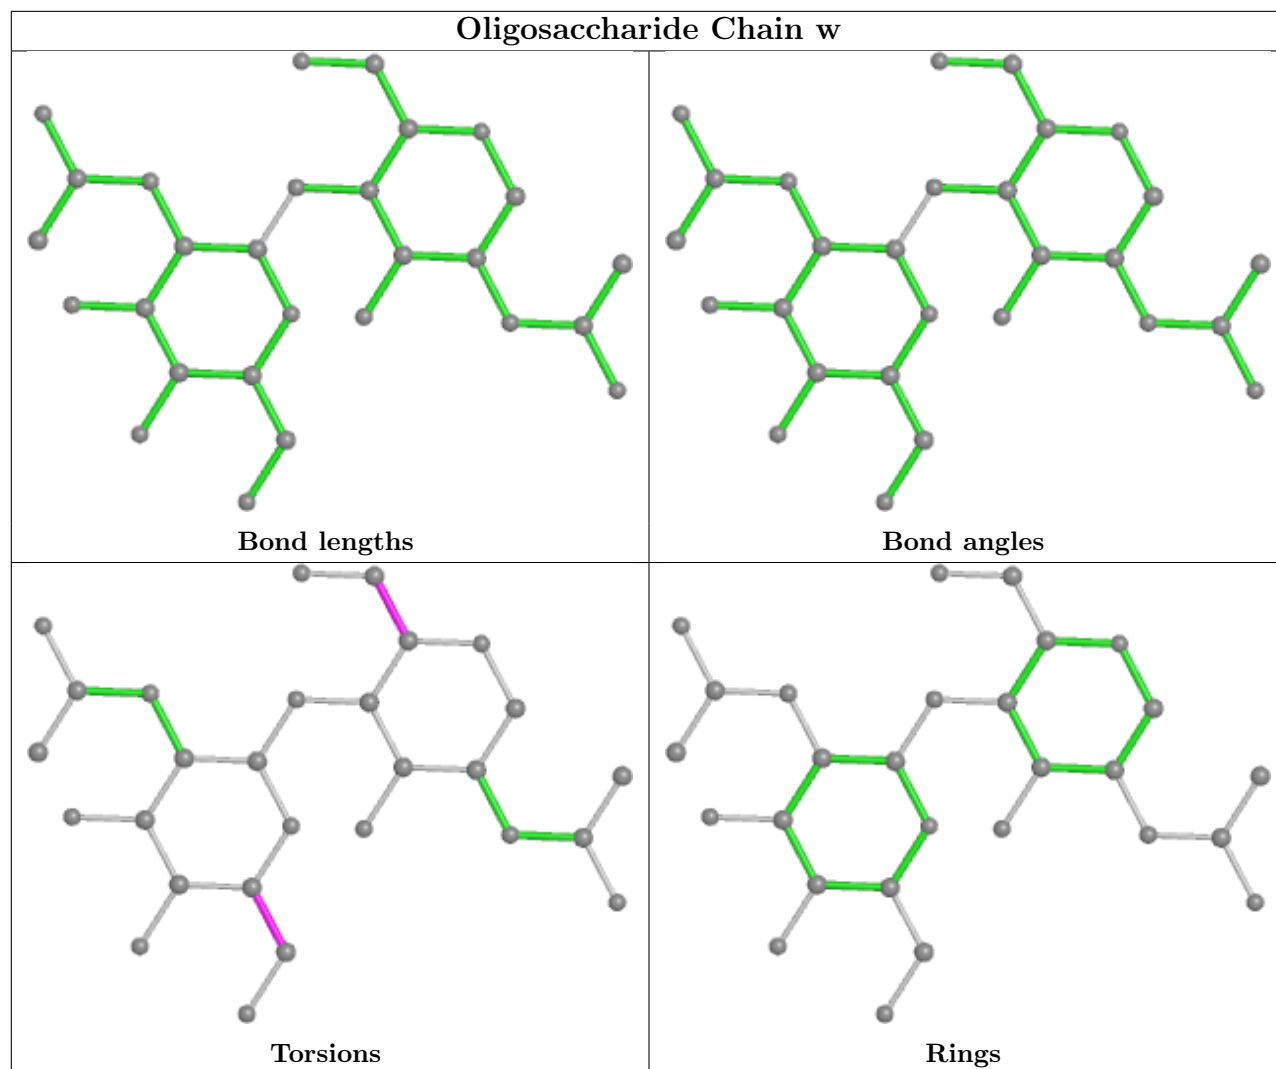 Oligosaccharide Chain w
Bond lengths
Bond angles
Torsions
Rings